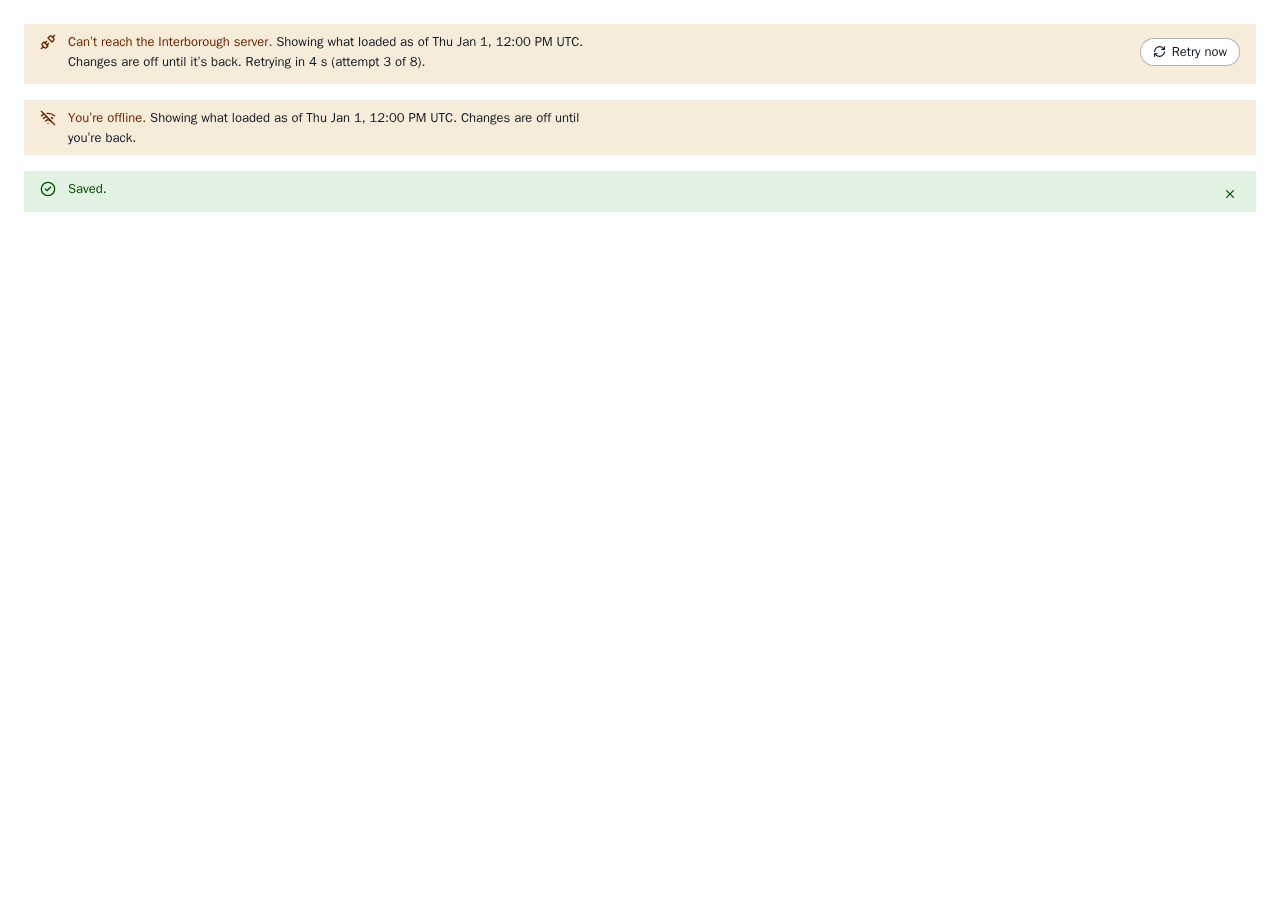 Can’t reach the Interborough server. Showing what loaded as of Thu Jan 1, 12:00 PM UTC.
Changes are off until it’s back. Retrying in 4 s (attempt 3 of 8).
Retry now
You’re offline. Showing what loaded as of Thu Jan 1, 12:00 PM UTC. Changes are off until
you’re back.
Saved.